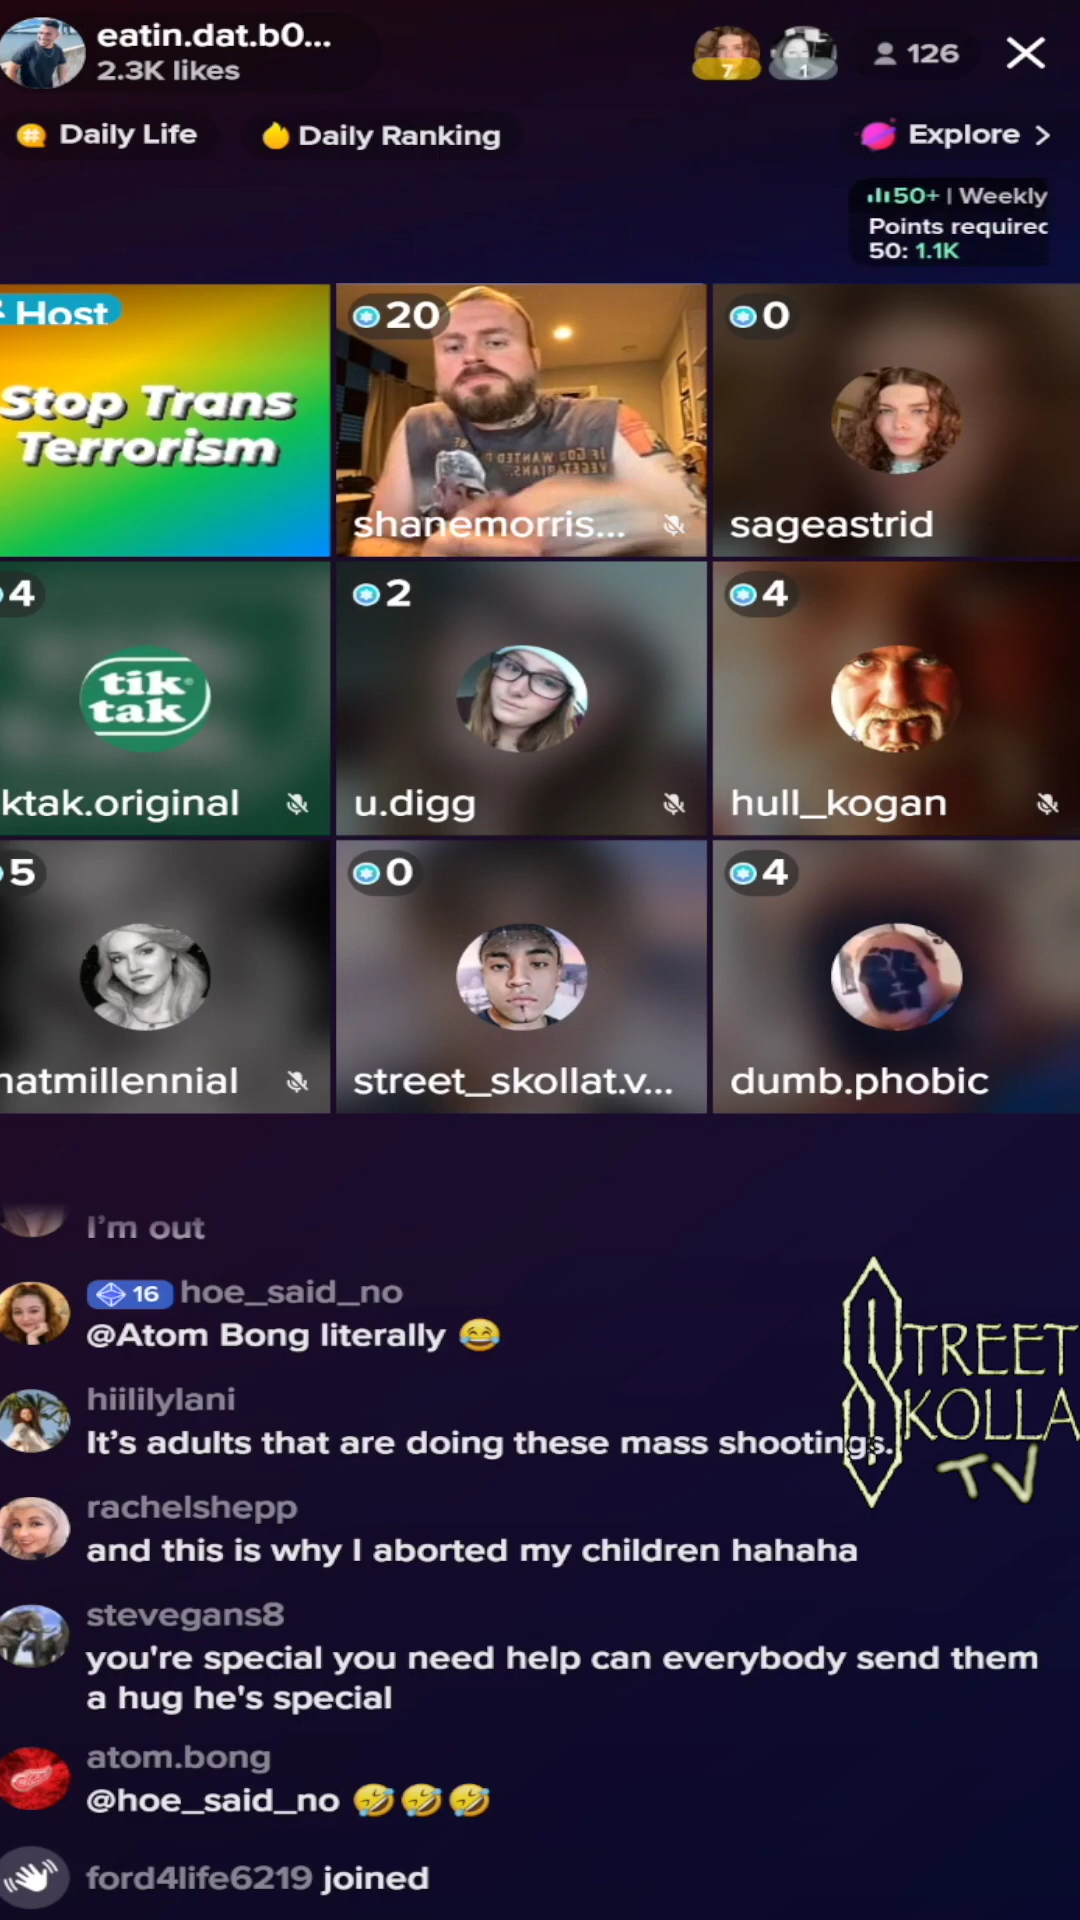 eatin.dat.b0...
2.3K likes
7
1
126
Daily Life
Daily Ranking
Explore >
50+ | Weekly
Points required
50: 1.1K
Host
Stop Trans
Terrorism
20
shanemorris...
0
sageastrid
4
tik
tak
ktak.original
2
u.digg
4
hull_kogan
5
natmillennial
0
street_skollat.v...
4
dumb.phobic
I'm out
16 hoe_said_no
@Atom Bong literally 😂
hiililylani
It's adults that are doing these mass shootings.
rachelshepp
and this is why I aborted my children hahaha
stevegans8
you're special you need help can everybody send them
a hug he's special
atom.bong
@hoe_said_no 🤣🤣🤣
ford4life6219 joined
STREET
SKOLLA
TV